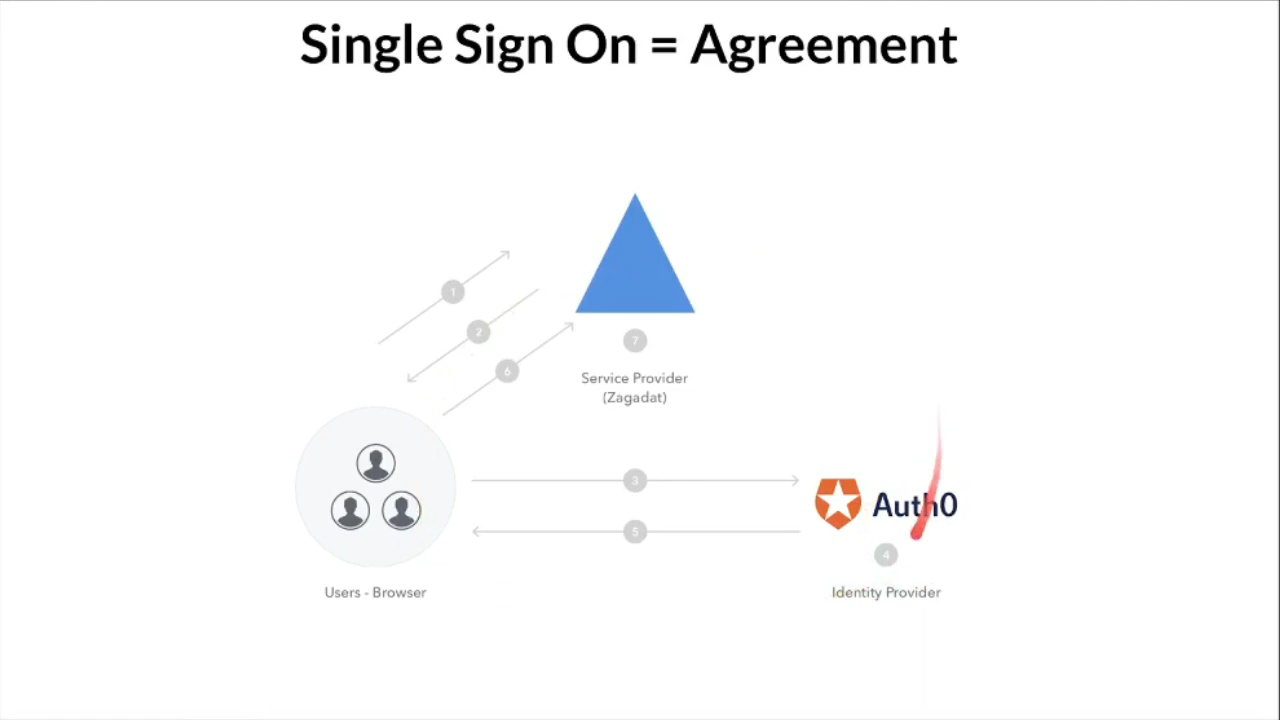 Single Sign On = Agreement
1
2
6
7
Service Provider
(Zagadat)
3
5
Auth0
4
Users - Browser
Identity Provider